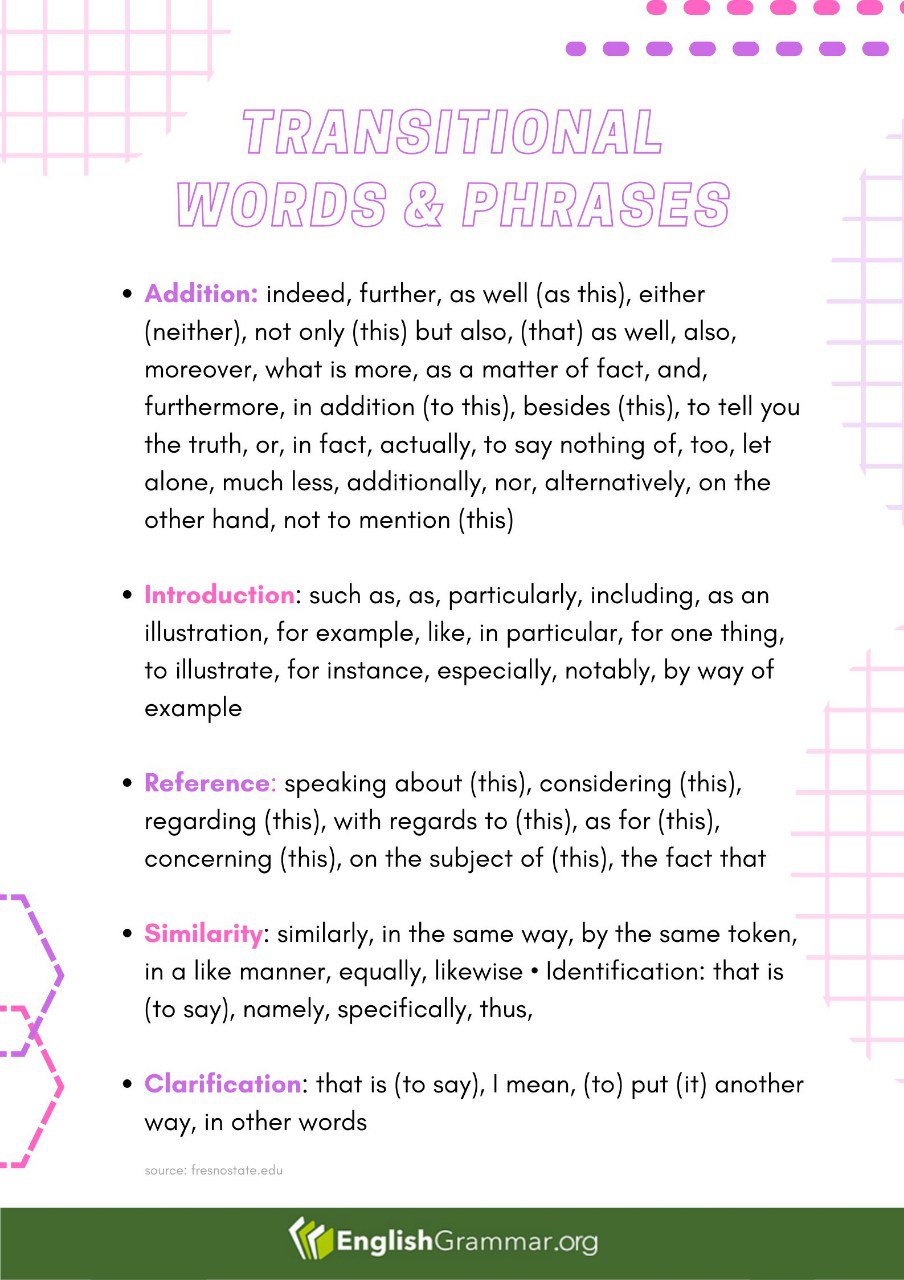 TRANSITIONAL
WORDS & PHRASES
• Addition: indeed, further, as well (as this), either
(neither), not only (this) but also, (that) as well, also,
moreover, what is more, as a matter of fact, and,
furthermore, in addition (to this), besides (this), to tell you
the truth, or, in fact, actually, to say nothing of, too, let
alone, much less, additionally, nor, alternatively, on the
other hand, not to mention (this)
• Introduction: such as, as, particularly, including, as an
illustration, for example, like, in particular, for one thing,
to illustrate, for instance, especially, notably, by way of
example
• Reference: speaking about (this), considering (this),
regarding (this), with regards to (this), as for (this),
concerning (this), on the subject of (this), the fact that
• Similarity: similarly, in the same way, by the same token,
in a like manner, equally, likewise • Identification: that is
(to say), namely, specifically, thus,
• Clarification: that is (to say), I mean, (to) put (it) another
way, in other words
source: fresnostate.edu
EnglishGrammar.org